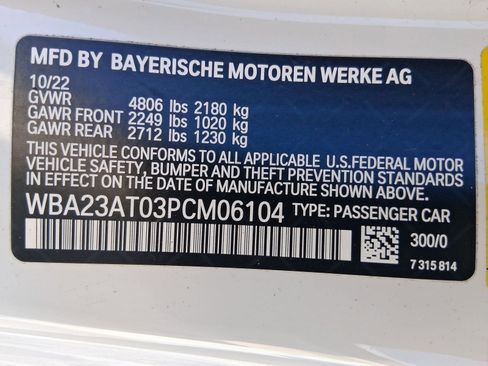 MFD BY BAYERISCHE MOTOREN WERKE AG
10/22
GVWR 4806 lbs 2180 kg
GAWR FRONT 2249 lbs 1020 kg
GAWR REAR 2712 lbs 1230 kg
THIS VEHICLE CONFORMS TO ALL APPLICABLE U.S.FEDERAL MOTOR
VEHICLE SAFETY, BUMPER AND THEFT PREVENTION STANDARDS
IN EFFECT ON THE DATE OF MANUFACTURE SHOWN ABOVE.
WBA23AT03PCM06104 TYPE: PASSENGER CAR
300/0
7 315 814